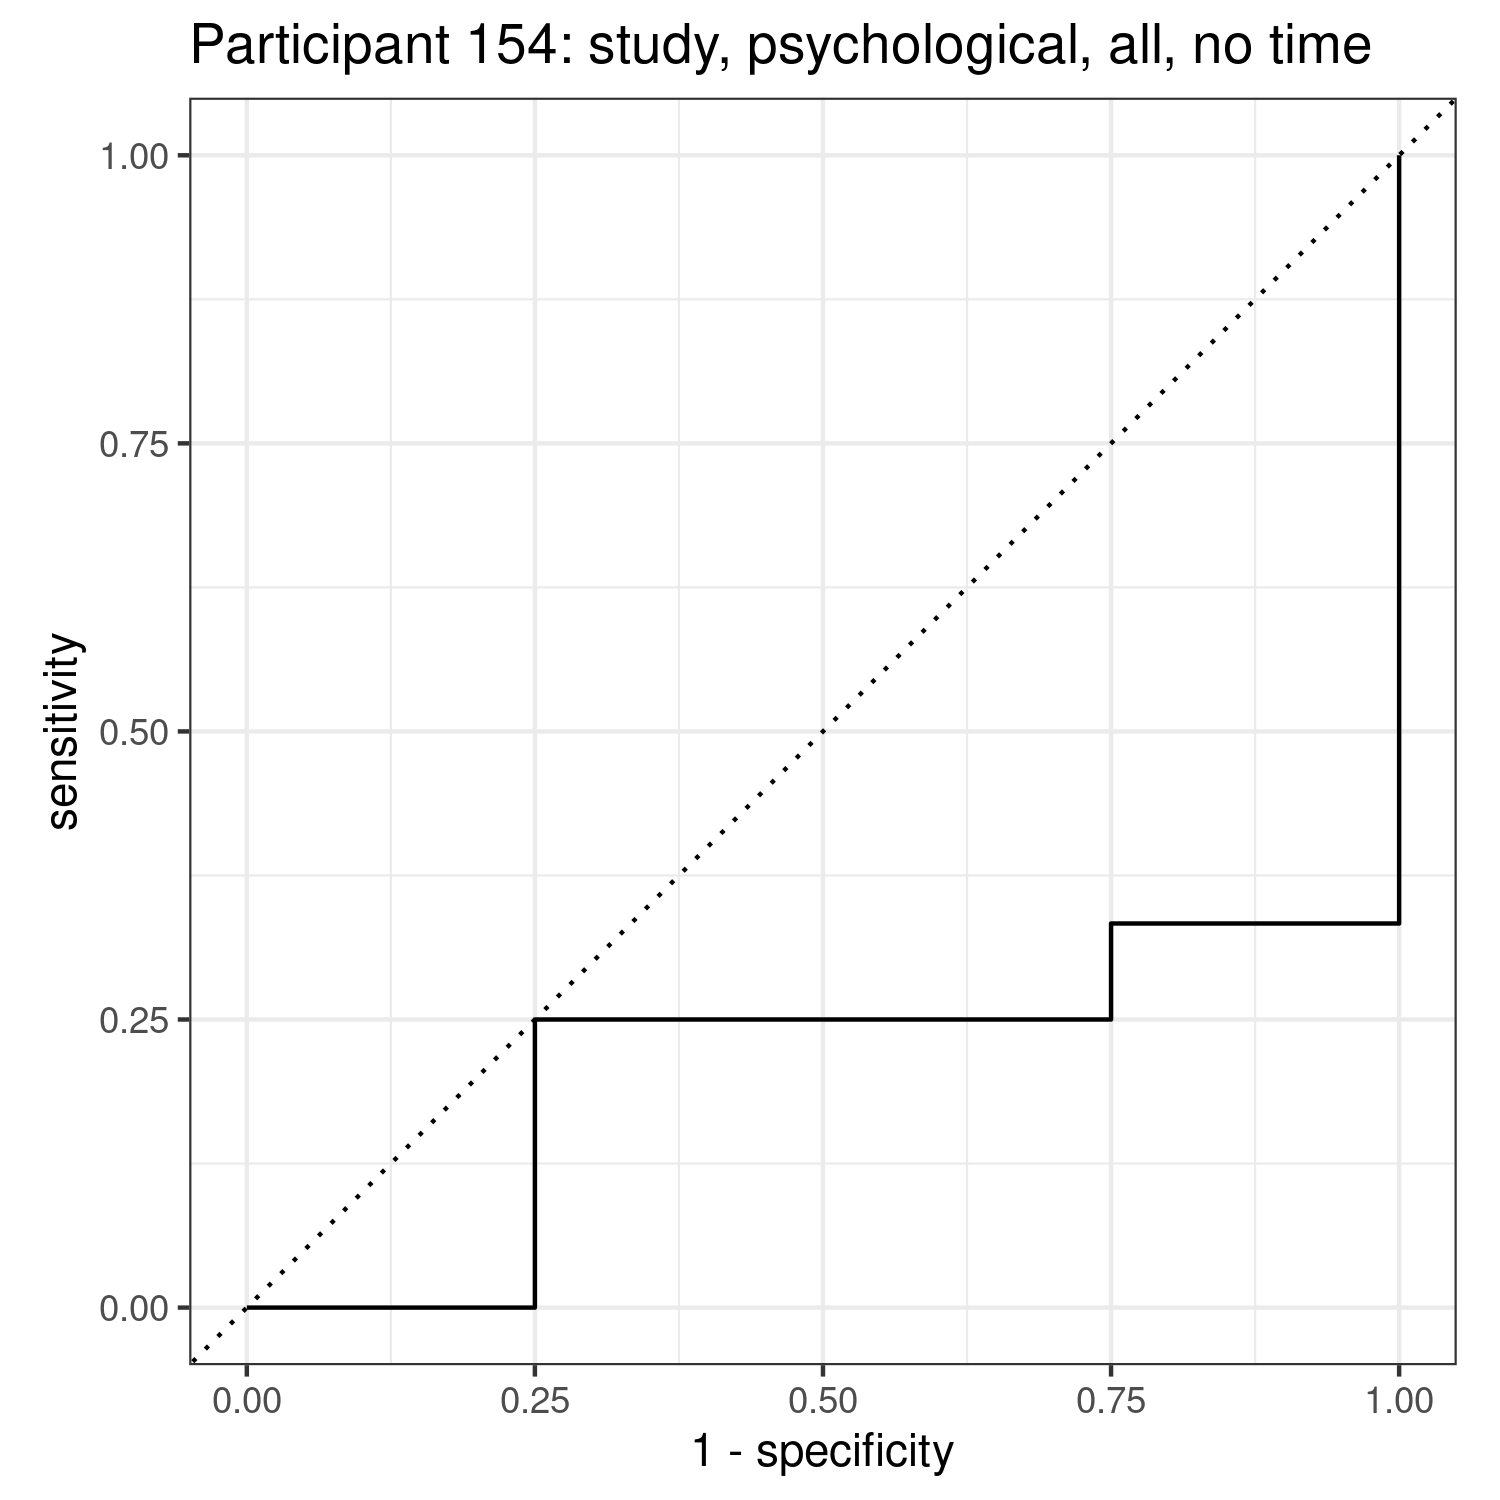 Participant 154: study, psychological, all, no time
1.00
0.75
0.50
0.25
0.00
sensitivity
0.00 0.25 0.50 0.75 1.00
1 - specificity